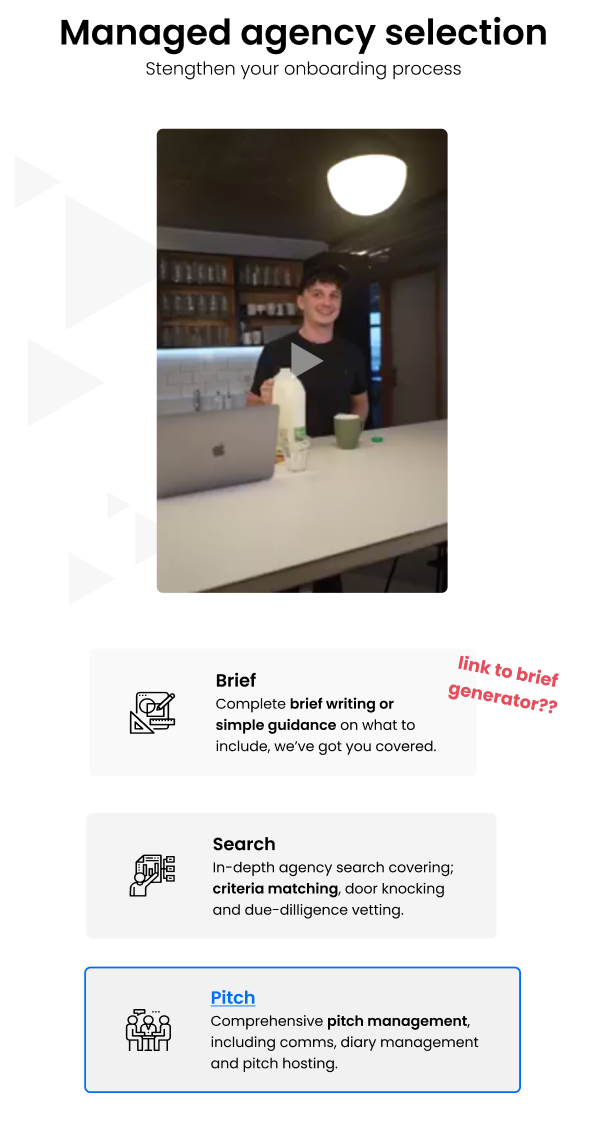 Managed agency selection
Stengthen your onboarding process
Brief
Complete brief writing or
simple guidance on what to
include, we’ve got you covered.
link to brief
generator??
Search
In-depth agency search covering;
criteria matching, door knocking
and due-dilligence vetting.
Pitch
Comprehensive pitch management,
including comms, diary management
and pitch hosting.